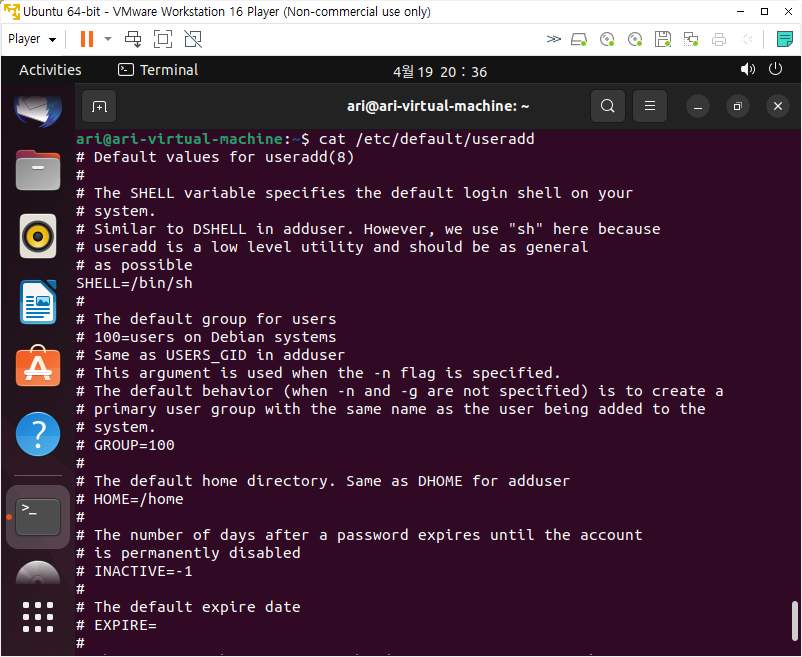 Ubuntu 64-bit - VMware Workstation 16 Player (Non-commercial use only)
Player
Activities
Terminal
4월 19 20 : 36
ari@ari-virtual-machine: ~
ari@ari-virtual-machine:~$ cat /etc/default/useradd
# Default values for useradd(8)
#
# The SHELL variable specifies the default login shell on your
# system.
# Similar to DSHELL in adduser. However, we use "sh" here because
# useradd is a low level utility and should be as general
# as possible
SHELL=/bin/sh
#
# The default group for users
# 100=users on Debian systems
# Same as USERS_GID in adduser
# This argument is used when the -n flag is specified.
# The default behavior (when -n and -g are not specified) is to create a
# primary user group with the same name as the user being added to the
# system.
# GROUP=100
#
# The default home directory. Same as DHOME for adduser
# HOME=/home
#
# The number of days after a password expires until the account
# is permanently disabled
# INACTIVE=-1
#
# The default expire date
# EXPIRE=
#